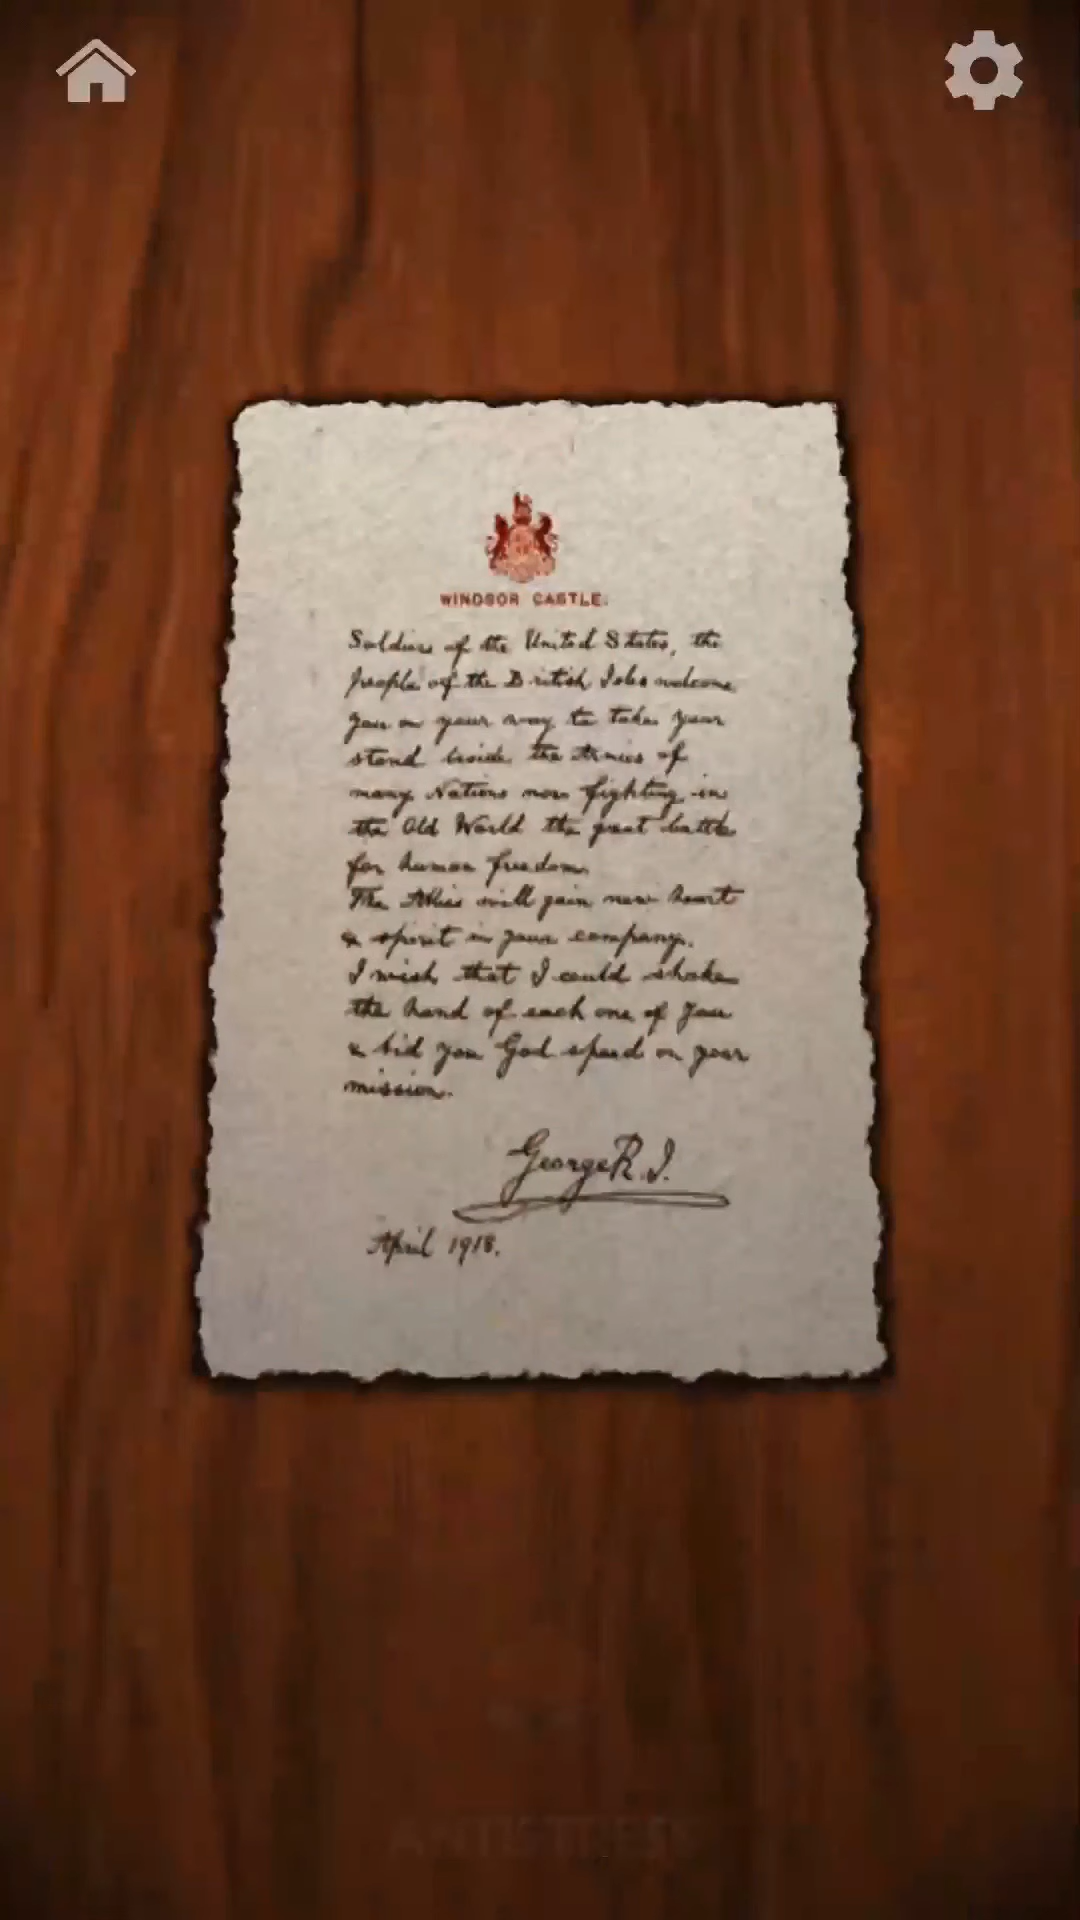 WINDSOR CASTLE.
Soldiers of the United States, the
people of the British Isles welcome
you on your way to take your
stand beside the Armies of
many Nations now fighting in
the Old World the great battle
for human freedom.
The Allies will gain new heart
& spirit in your company.
I wish that I could shake
the hand of each one of you
& bid you God speed on your
mission.
George R.I.
April 1918.
ANTISTRESS